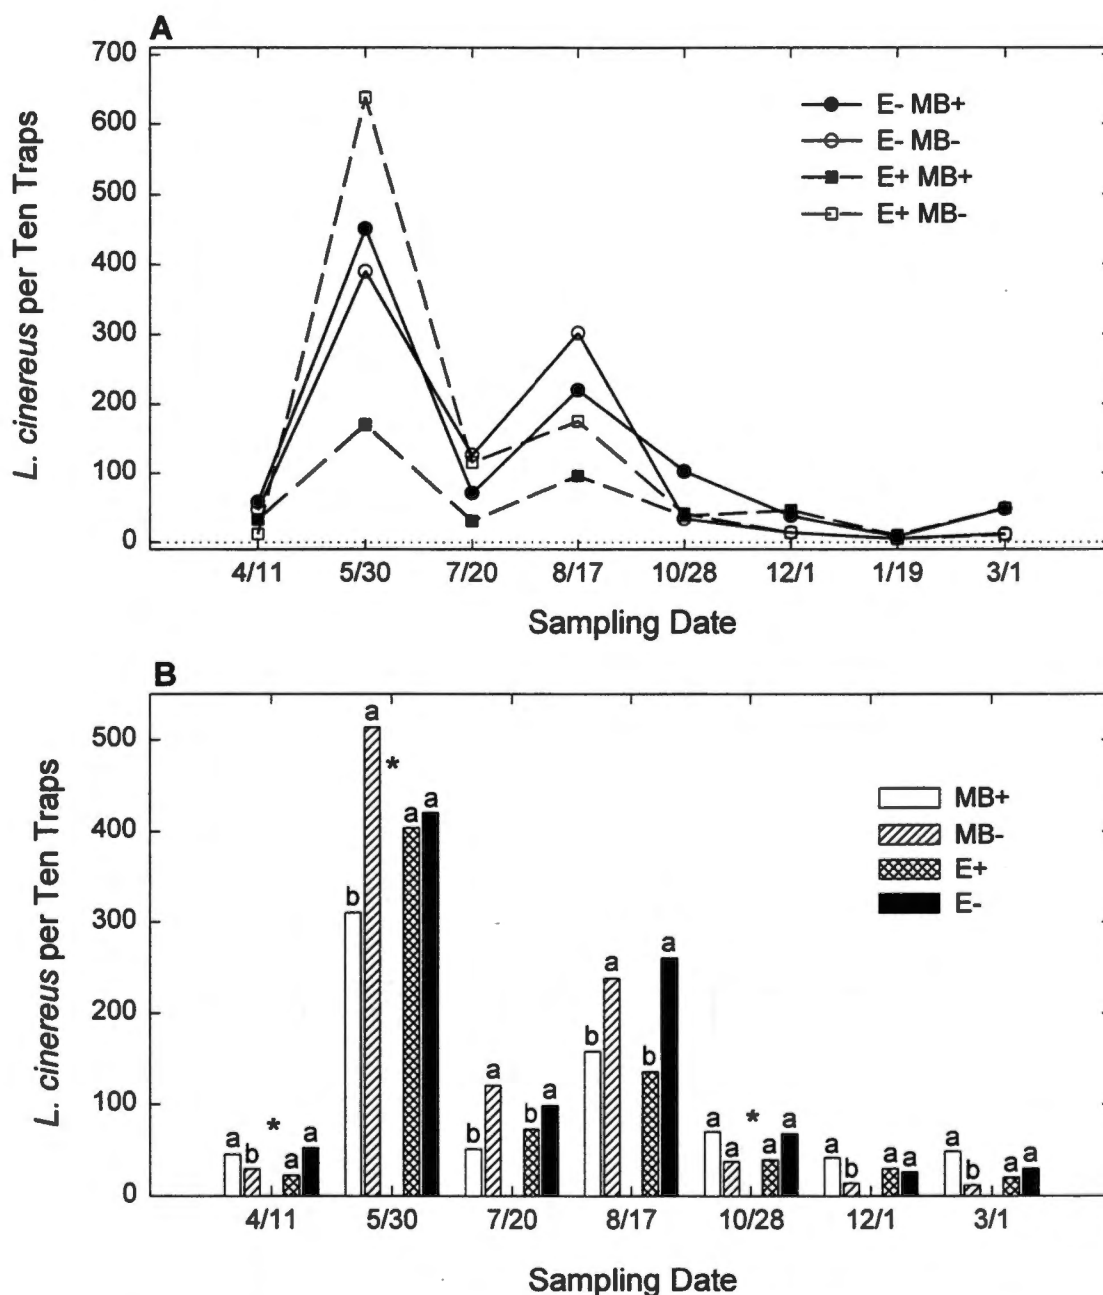 A
700
600
500
400
300
200
100
0
L. cinereus per Ten Traps
E- MB+
E- MB-
E+ MB+
E+ MB-
4/11 5/30 7/20 8/17 10/28 12/1 1/19 3/1
Sampling Date
B
500
400
300
200
100
0
L. cinereus per Ten Traps
MB+
MB-
E+
E-
a b * a a
b a * a a
b a b a
b a b a
a a * a a
a b a a
a b a a
4/11 5/30 7/20 8/17 10/28 12/1 3/1
Sampling Date